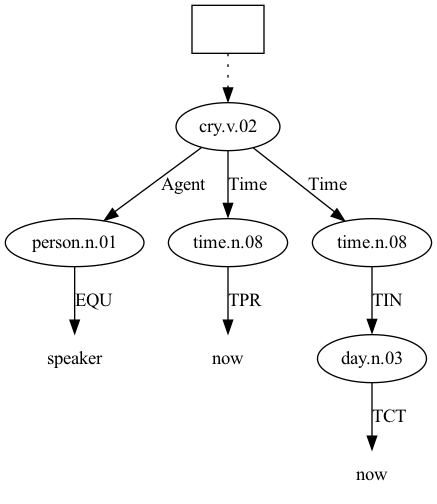 cry.v.02
Agent Time Time
person.n.01 time.n.08 time.n.08
EQU TPR TIN
speaker now day.n.03
TCT
now